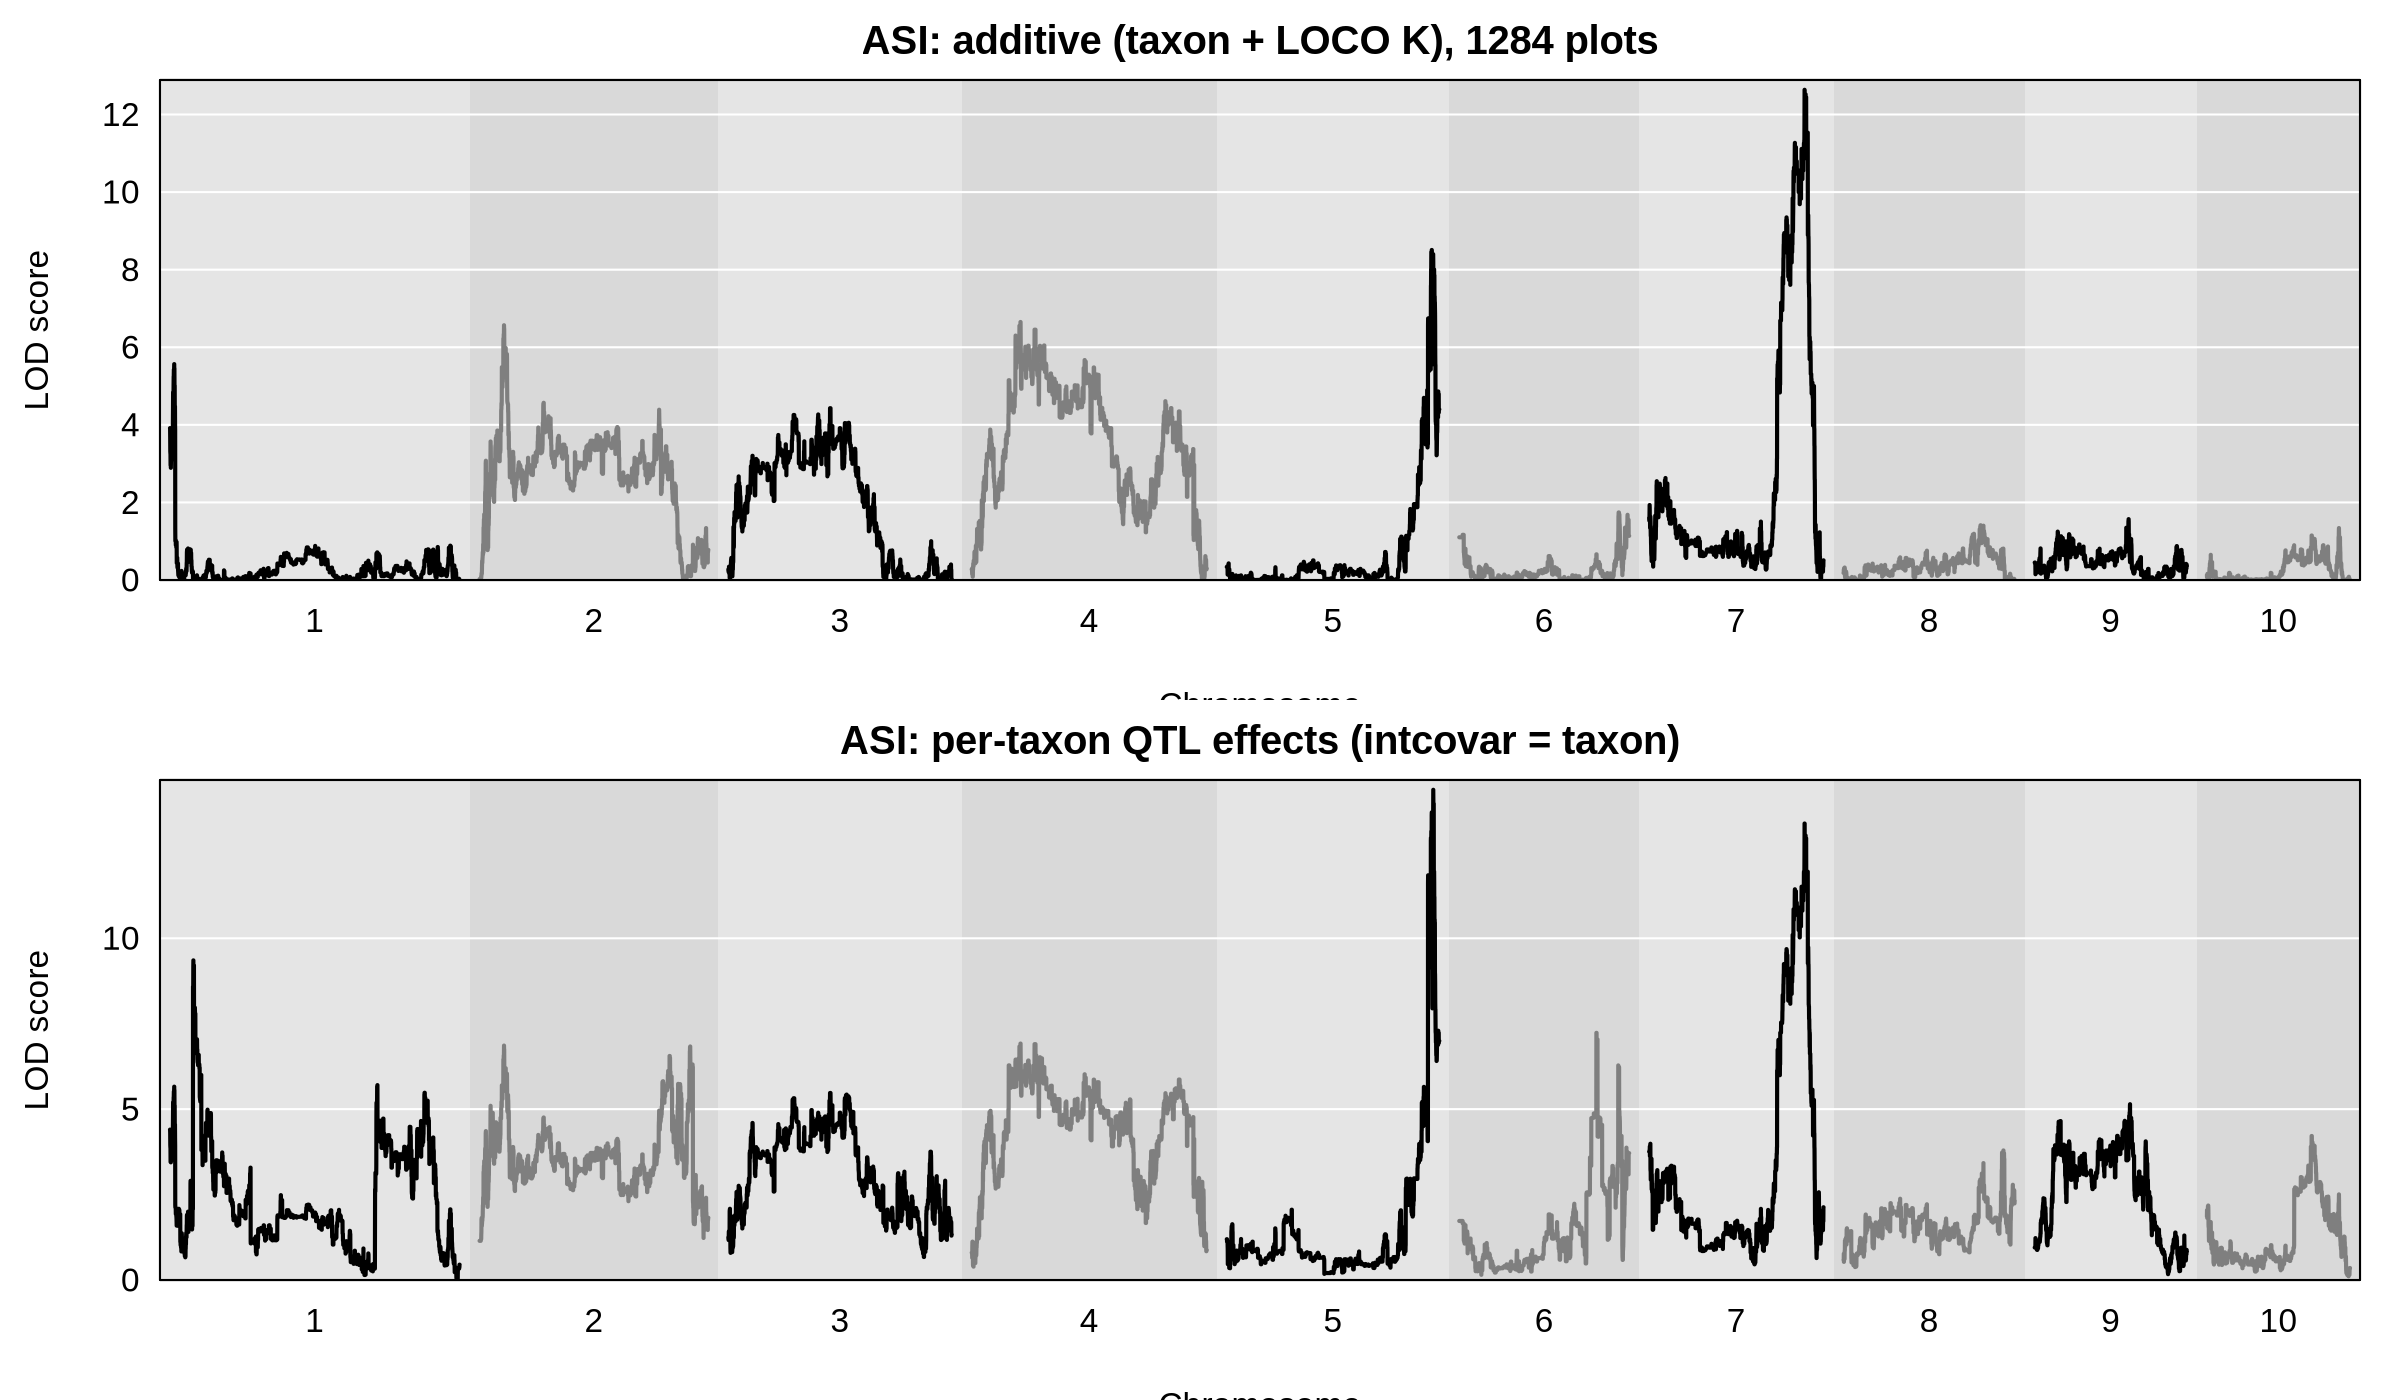 ASI: additive (taxon + LOCO K), 1284 plots
LOD score
12
10
8
6
4
2
0
1 2 3 4 5 6 7 8 9 10
ASI: per-taxon QTL effects (intcovar = taxon)
LOD score
10
5
0
1 2 3 4 5 6 7 8 9 10